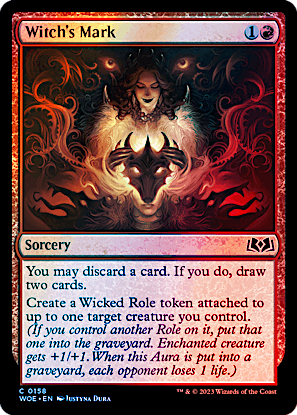 Witch's Mark 1
Sorcery
You may discard a card. If you do, draw
two cards.
Create a Wicked Role token attached to
up to one target creature you control.
(If you control another Role on it, put that
one into the graveyard. Enchanted creature
gets +1/+1. When this Aura is put into a
graveyard, each opponent loses 1 life.)
C 0158
WOE • EN JUSTYNA DURA
™ & © 2023 Wizards of the Coast